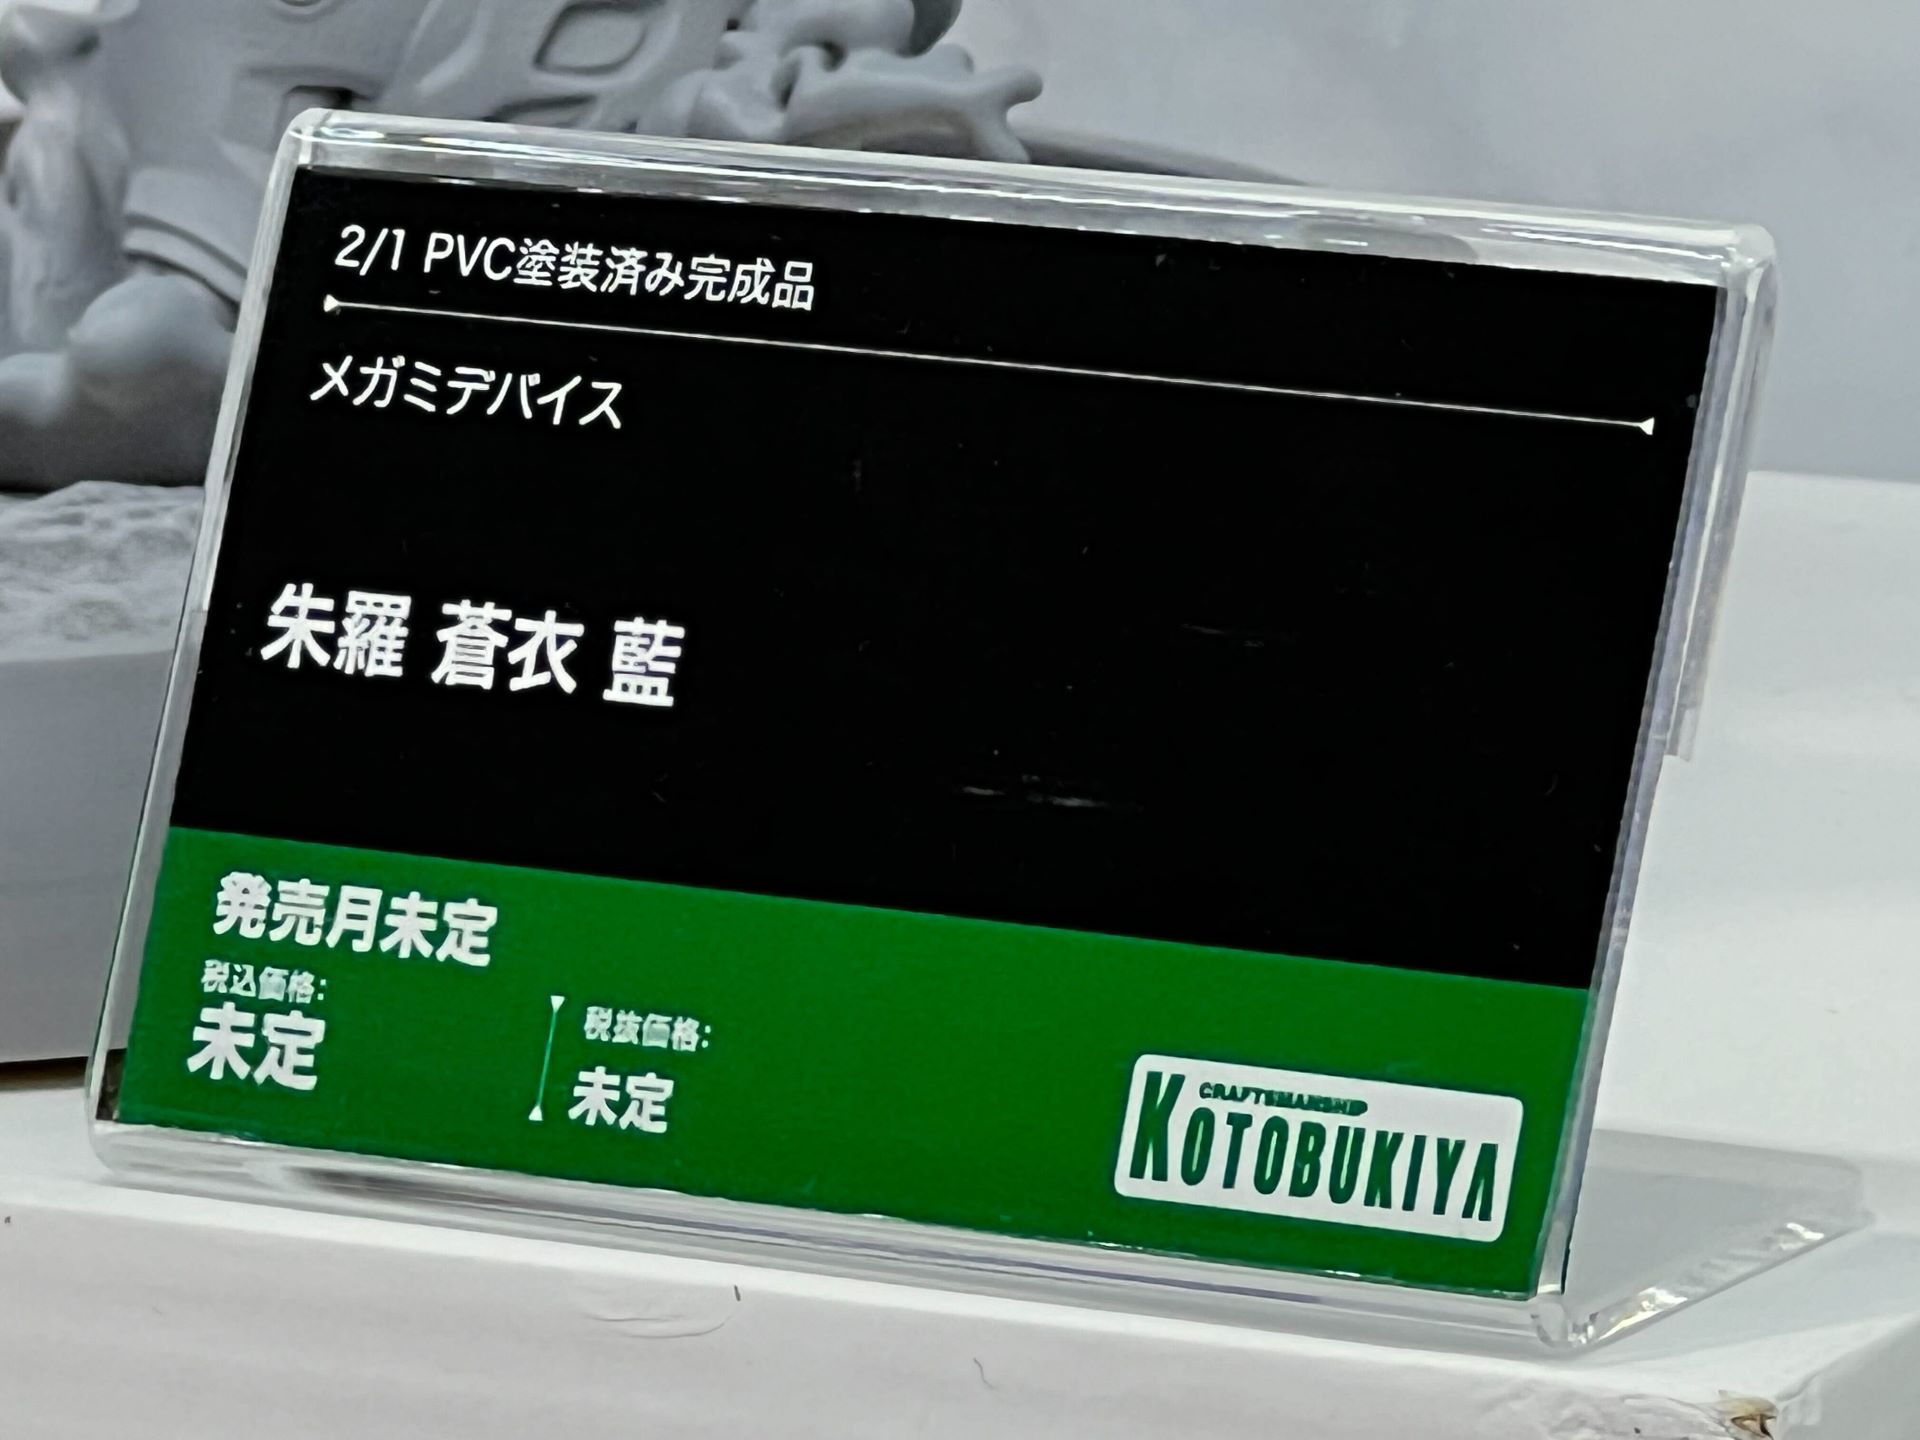 2/1 PVC塗装済み完成品
メガミデバイス
朱羅 蒼衣 藍
発売月未定
税込価格:
未定
税抜価格:
未定
CRAFTSMANSHIP
KOTOBUKIYA